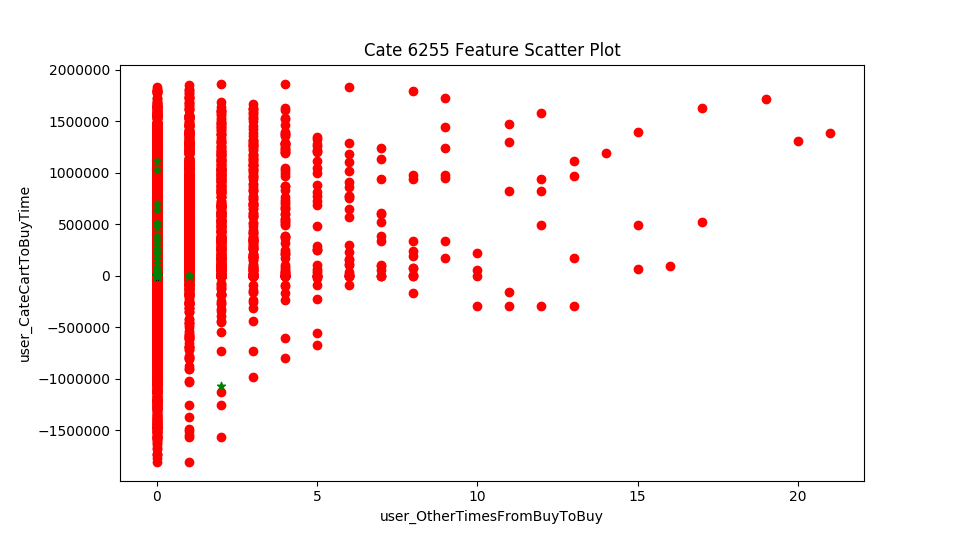 Cate 6255 Feature Scatter Plot
2000000
1500000
1000000
500000
0
−500000
−1000000
−1500000
user_CateCartToBuyTime
0 5 10 15 20
user_OtherTimesFromBuyToBuy